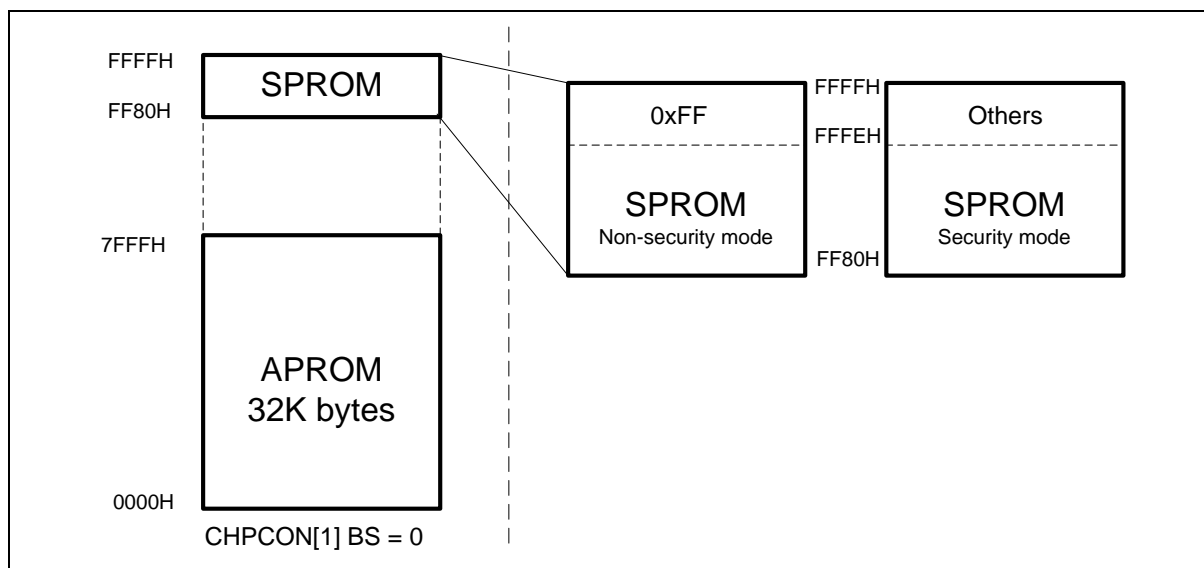 FFFFH
SPROM
FF80H
7FFFH
APROM
32K bytes
0000H
CHPCON[1] BS = 0
0xFF
SPROM
Non-security mode
FFFFH
FFFEH
FF80H
Others
SPROM
Security mode